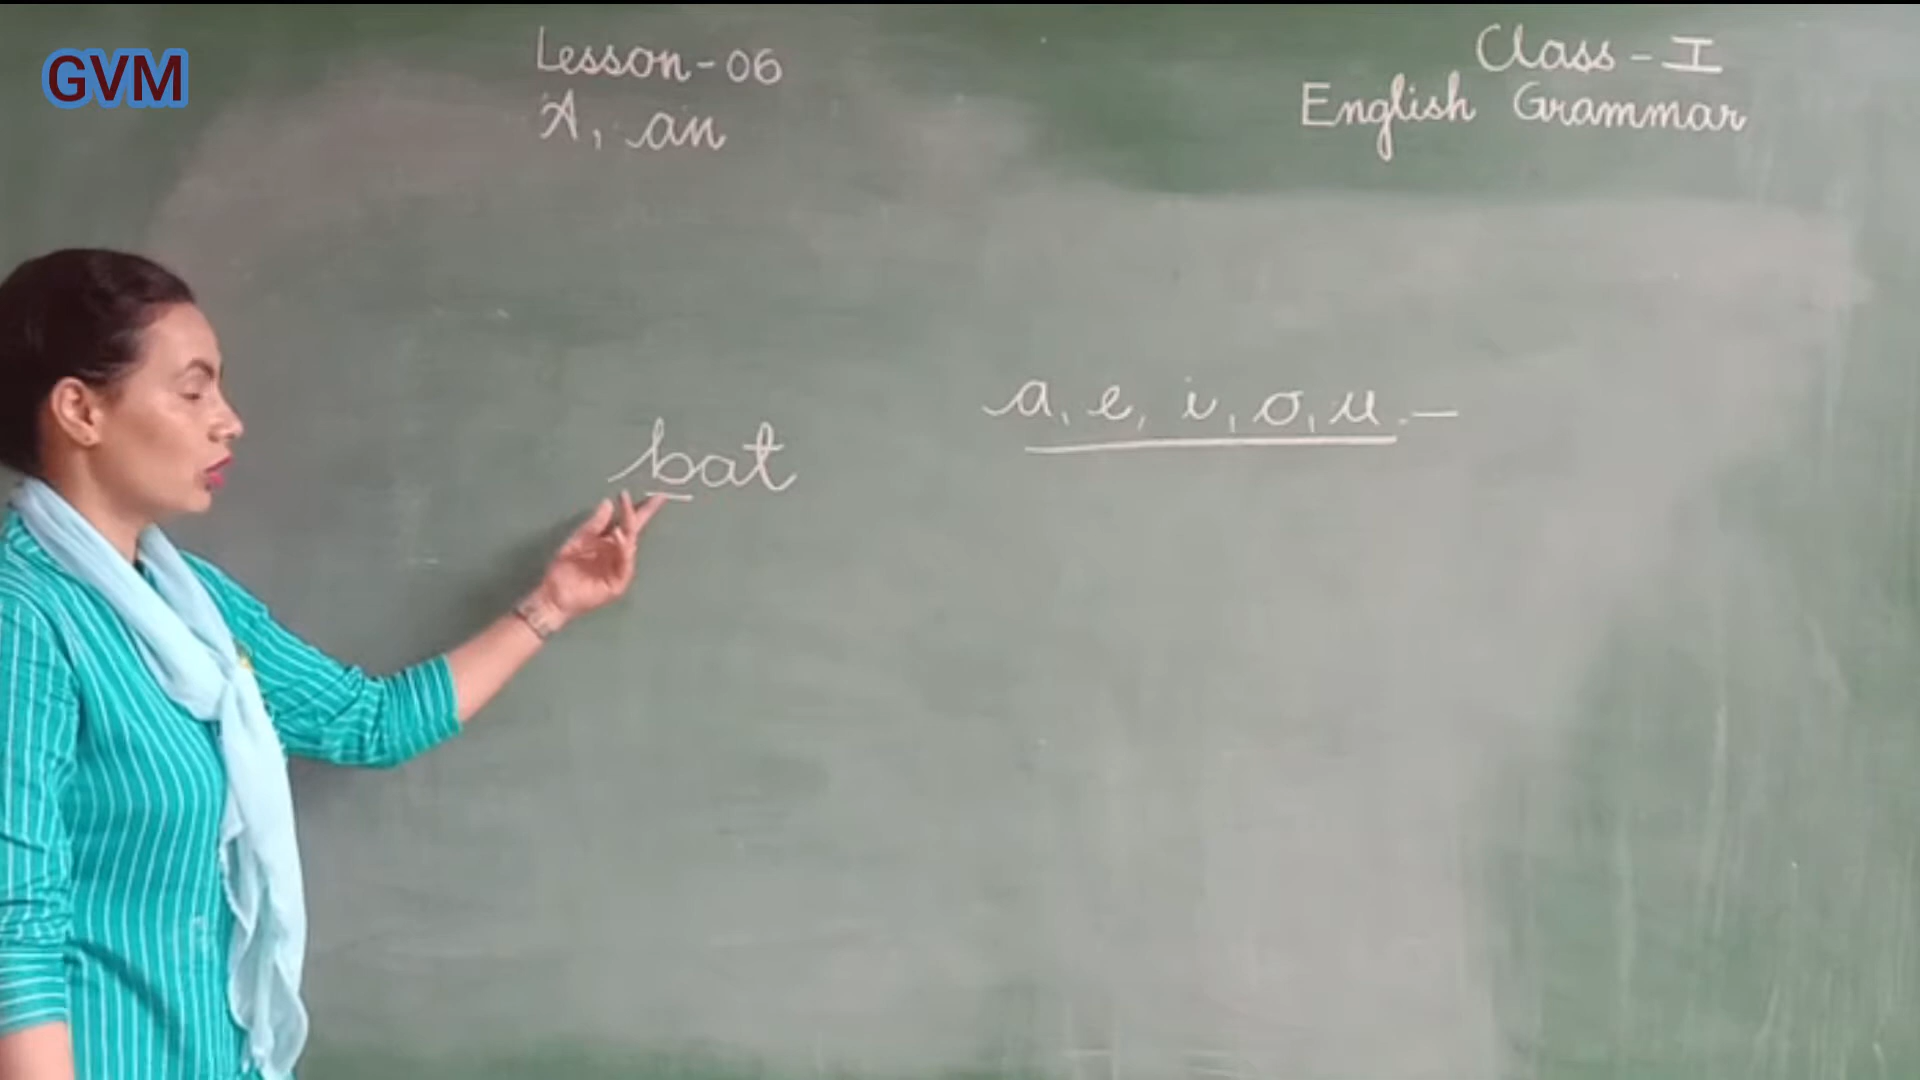 GVM
Lesson-06
A, an
Class-I
English Grammar
a, e, i, o, u.—
bat